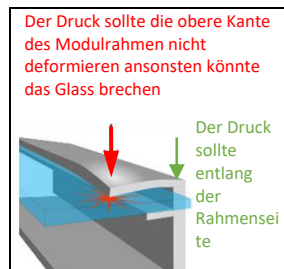 Der Druck sollte die obere Kante
des Modulrahmen nicht
deformieren ansonsten könnte
das Glass brechen
Der Druck
sollte
entlang
der
Rahmensei
te